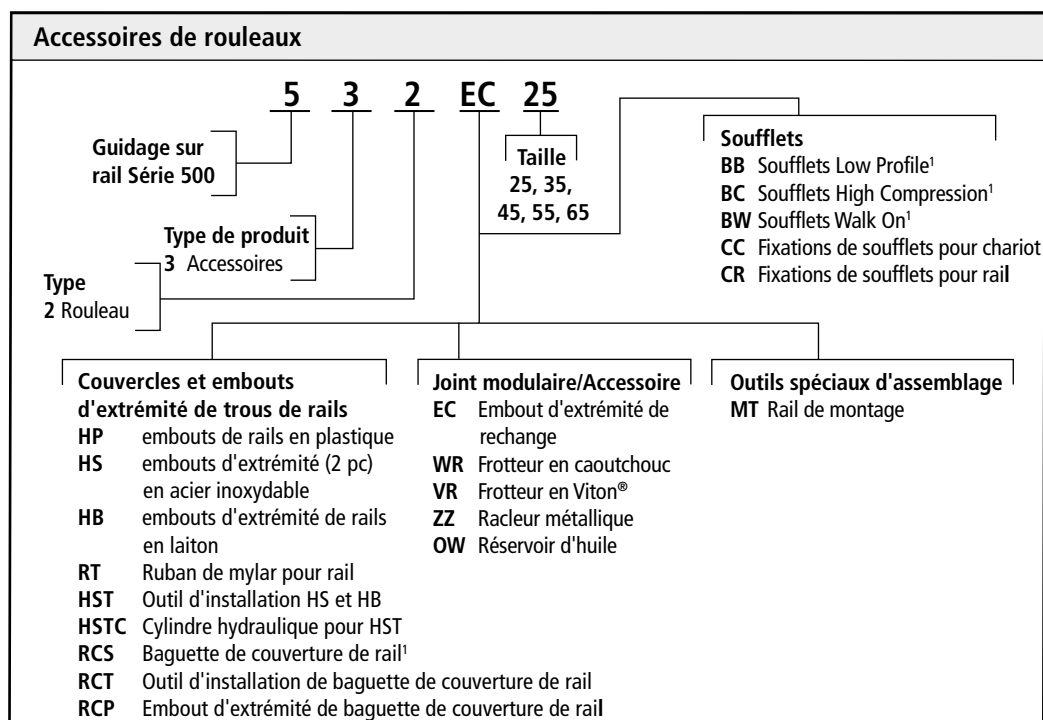 Accessoires de rouleaux
5 3 2 EC 25
Guidage sur
rail Série 500
Type de produit
3 Accessoires
Type
2 Rouleau
Taille
25, 35,
45, 55, 65
Soufflets
BB Soufflets Low Profile¹
BC Soufflets High Compression¹
BW Soufflets Walk On¹
CC Fixations de soufflets pour chariot
CR Fixations de soufflets pour rail
Couvercles et embouts
d'extrémité de trous de rails
HP embouts de rails en plastique
HS embouts d'extrémité (2 pc)
en acier inoxydable
HB embouts d'extrémité de rails
en laiton
RT Ruban de mylar pour rail
HST Outil d'installation HS et HB
HSTC Cylindre hydraulique pour HST
RCS Baguette de couverture de rail¹
RCT Outil d'installation de baguette de couverture de rail
RCP Embout d'extrémité de baguette de couverture de rail
Joint modulaire/Accessoire
EC Embout d'extrémité de
rechange
WR Frotteur en caoutchouc
VR Frotteur en Viton®
ZZ Racleur métallique
OW Réservoir d'huile
Outils spéciaux d'assemblage
MT Rail de montage